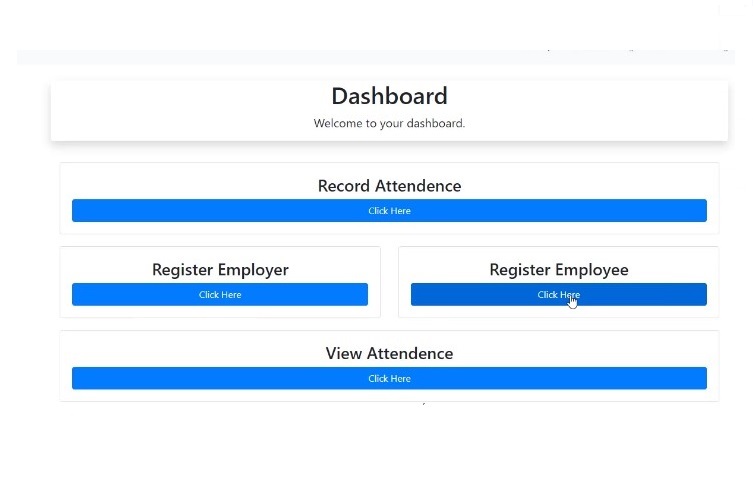 Dashboard
Welcome to your dashboard.
Record Attendence
Click Here
Register Employer
Click Here
Register Employee
Click Here
View Attendence
Click Here